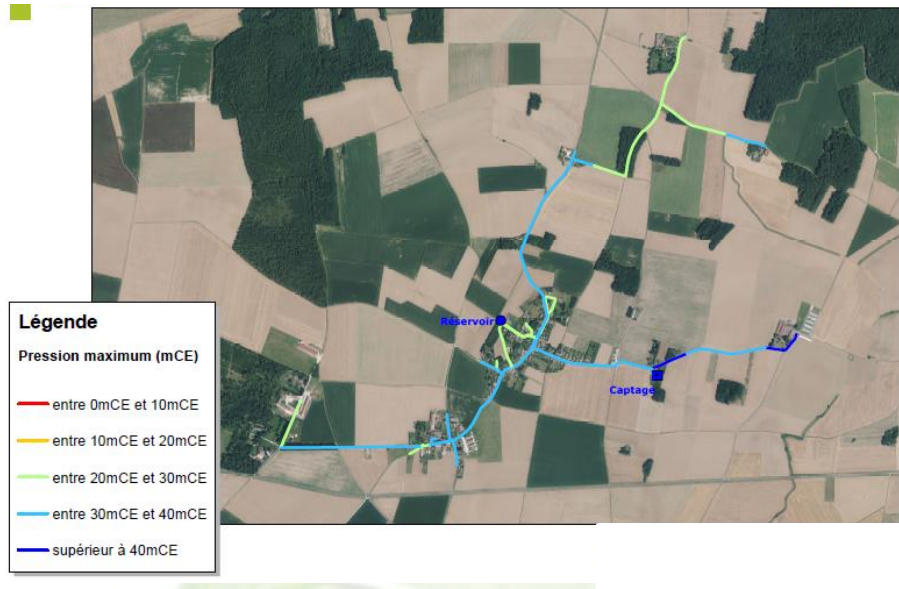 Réservoir
Captage
Légende
Pression maximum (mCE)
entre 0mCE et 10mCE
entre 10mCE et 20mCE
entre 20mCE et 30mCE
entre 30mCE et 40mCE
supérieur à 40mCE